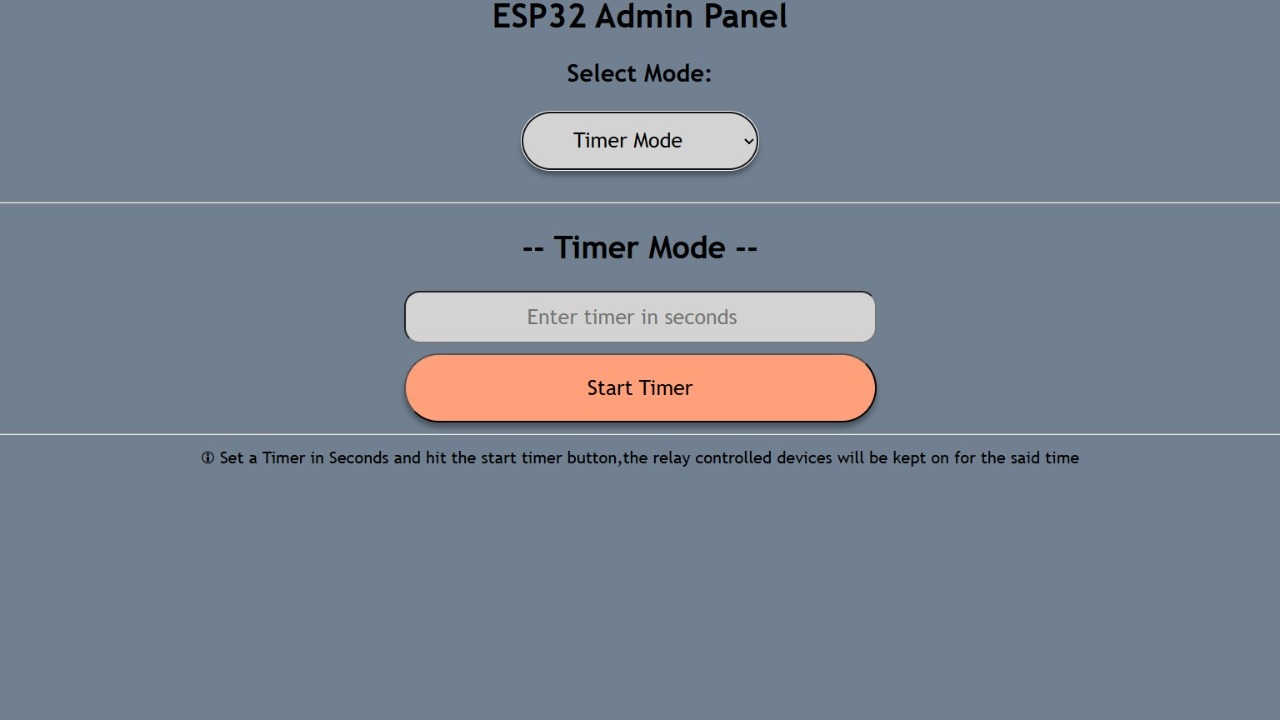 ESP32 Admin Panel
Select Mode:
Timer Mode
-- Timer Mode --
Enter timer in seconds
Start Timer
🛈 Set a Timer in Seconds and hit the start timer button,the relay controlled devices will be kept on for the said time